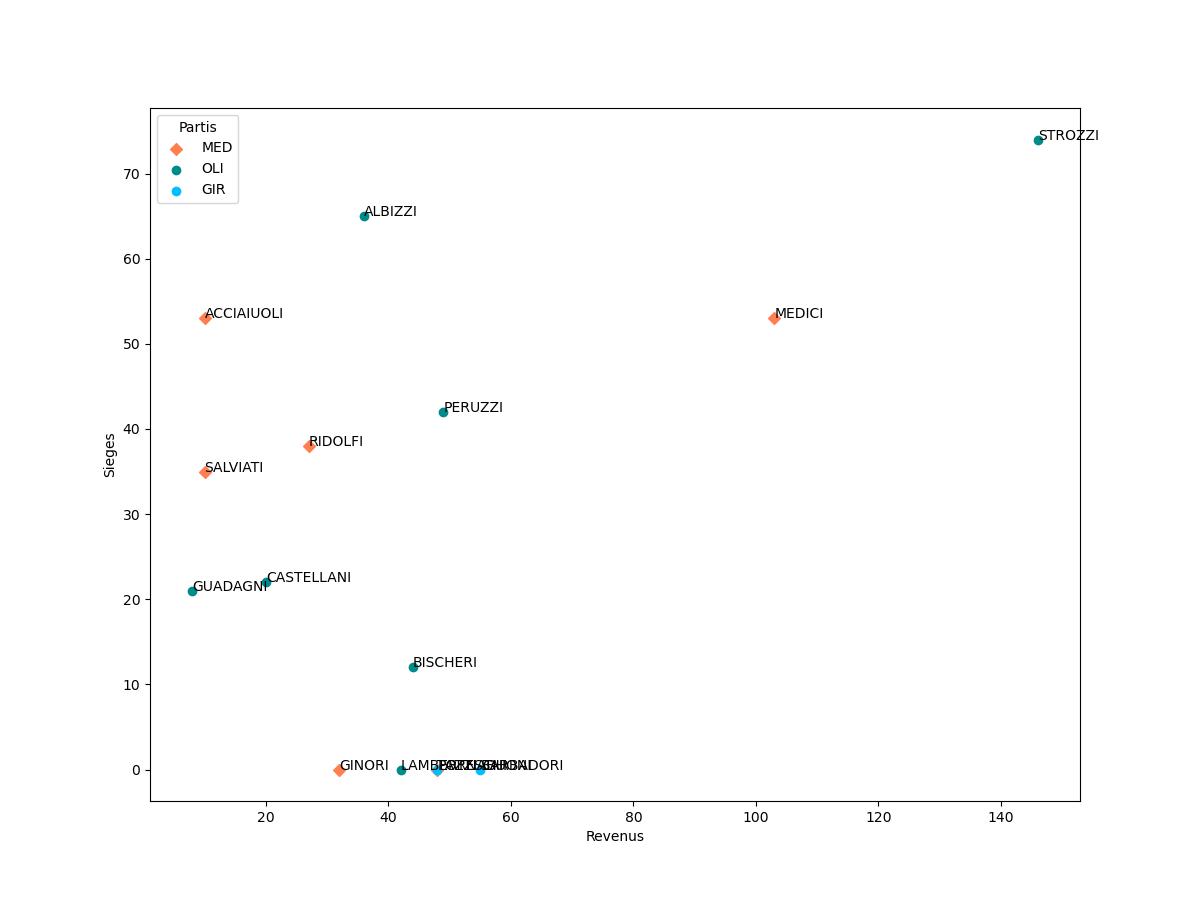 STROZZI
Partis
MED
OLI
GIR
70
ALBIZZI
60
ACCIAIUOLI
MEDICI
50
PERUZZI
40
RIDOLFI
SALVIATI
Sieges
30
CASTELLANI
GUADAGNI
20
BISCHERI
10
GINORI
0
20
40
60
80
100
120
140
Revenus